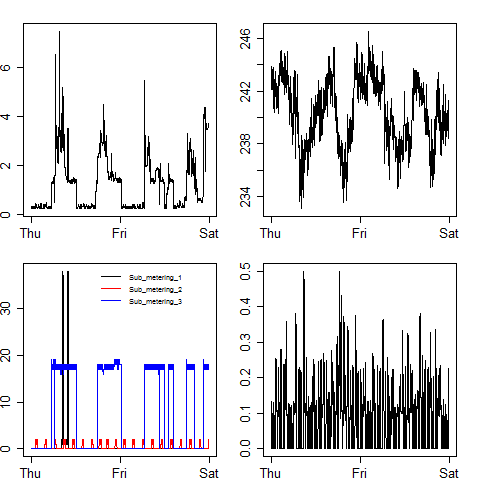 6
4
2
0
Thu Fri Sat
246
242
238
234
Thu Fri Sat
30
20
10
0
Sub_metering_1
Sub_metering_2
Sub_metering_3
Thu Fri Sat
0.5
0.4
0.3
0.2
0.1
0.0
Thu Fri Sat